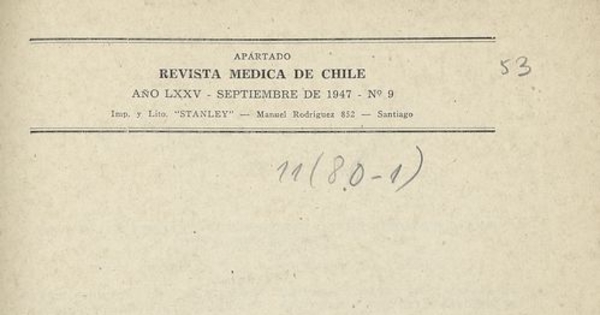 APARTADO
REVISTA MEDICA DE CHILE
53
AÑO LXXV - SEPTIEMBRE DE 1947 - Nº 9
Imp. y Lito. "STANLEY" — Manuel Rodríguez 852 — Santiago
11(80-1)